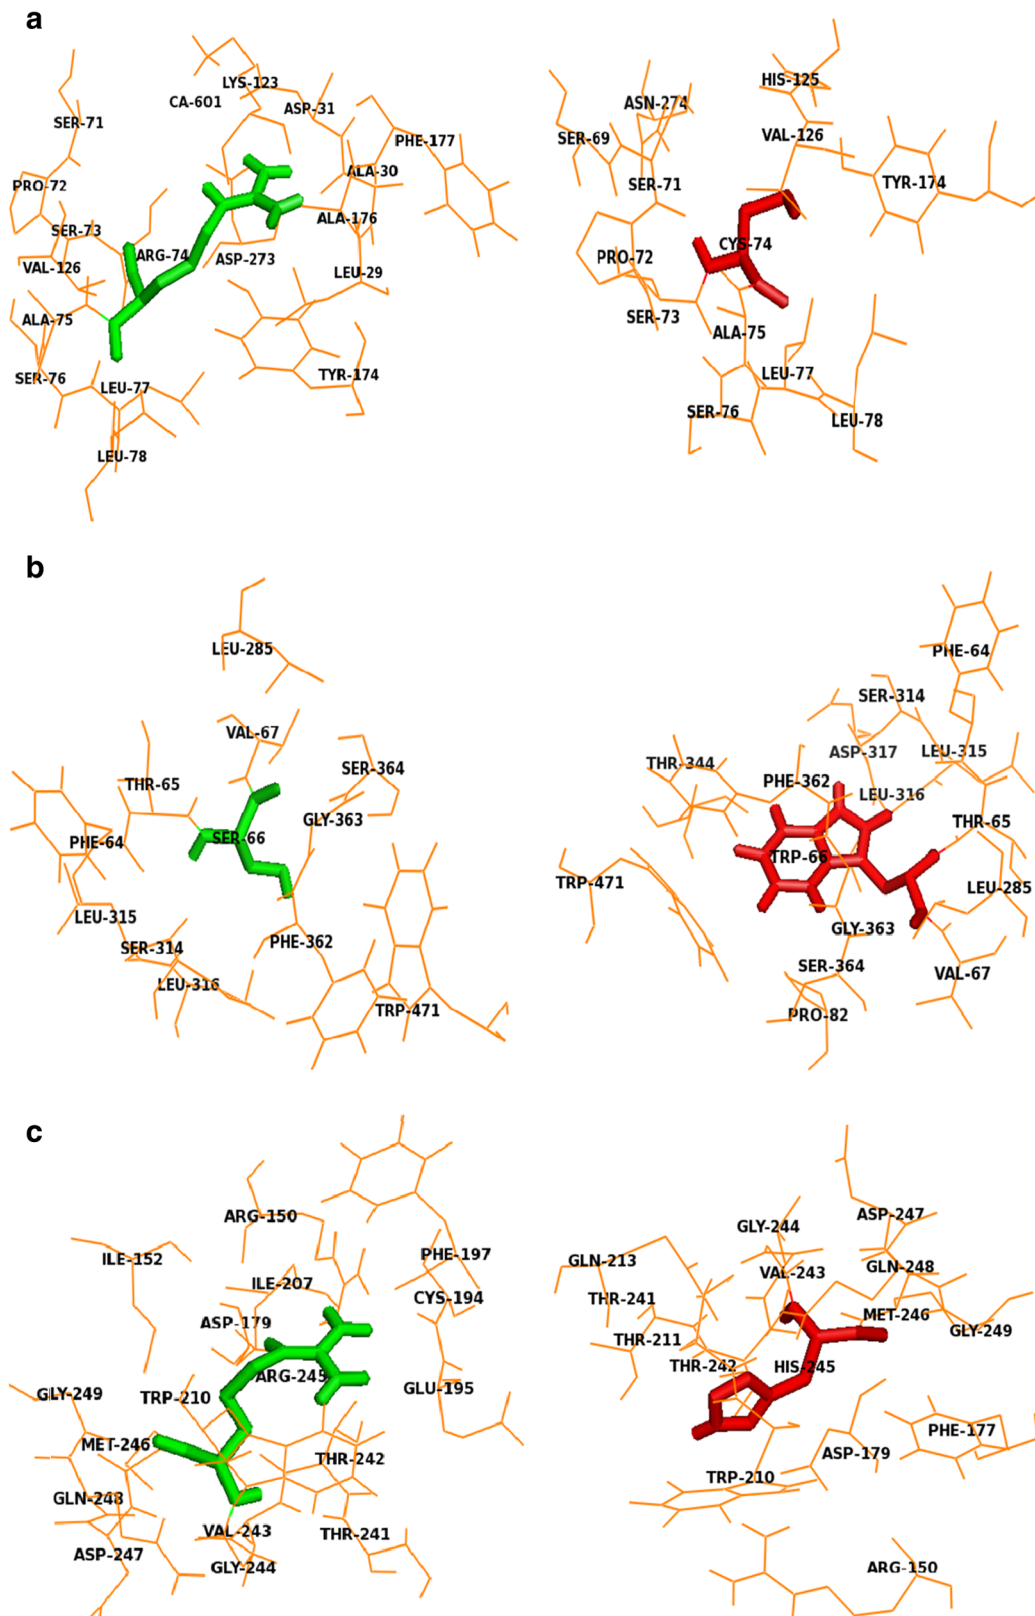 a
LYS-123
CA-601
ASP-31
SER-71
PHE-177
ALA-30
PRO-72
ALA-176
SER-73
ARG-74
ASP-273
VAL-126
LEU-29
ALA-75
TYR-174
SER-76
LEU-77
LEU-78
HIS-125
ASN-274
SER-69
VAL-126
SER-71
TYR-174
CYS-74
PRO-72
SER-73
ALA-75
LEU-77
SER-76
LEU-78
b
LEU-285
VAL-67
SER-364
THR-65
GLY-363
SER-66
PHE-64
LEU-315
SER-314
PHE-362
LEU-316
TRP-471
PHE-64
SER-314
ASP-317
LEU-315
THR-344
PHE-362
LEU-316
THR-65
TRP-66
TRP-471
LEU-285
GLY-363
SER-364
VAL-67
PRO-82
c
ARG-150
ILE-152
PHE-197
ILE-207
CYS-194
ASP-179
ARG-245
GLU-195
GLY-249
TRP-210
MET-246
THR-242
GLN-248
VAL-243
THR-241
ASP-247
GLY-244
ASP-247
GLY-244
GLN-213
GLN-248
VAL-243
THR-241
MET-246
GLY-249
THR-211
THR-242
HIS-245
PHE-177
ASP-179
TRP-210
ARG-150